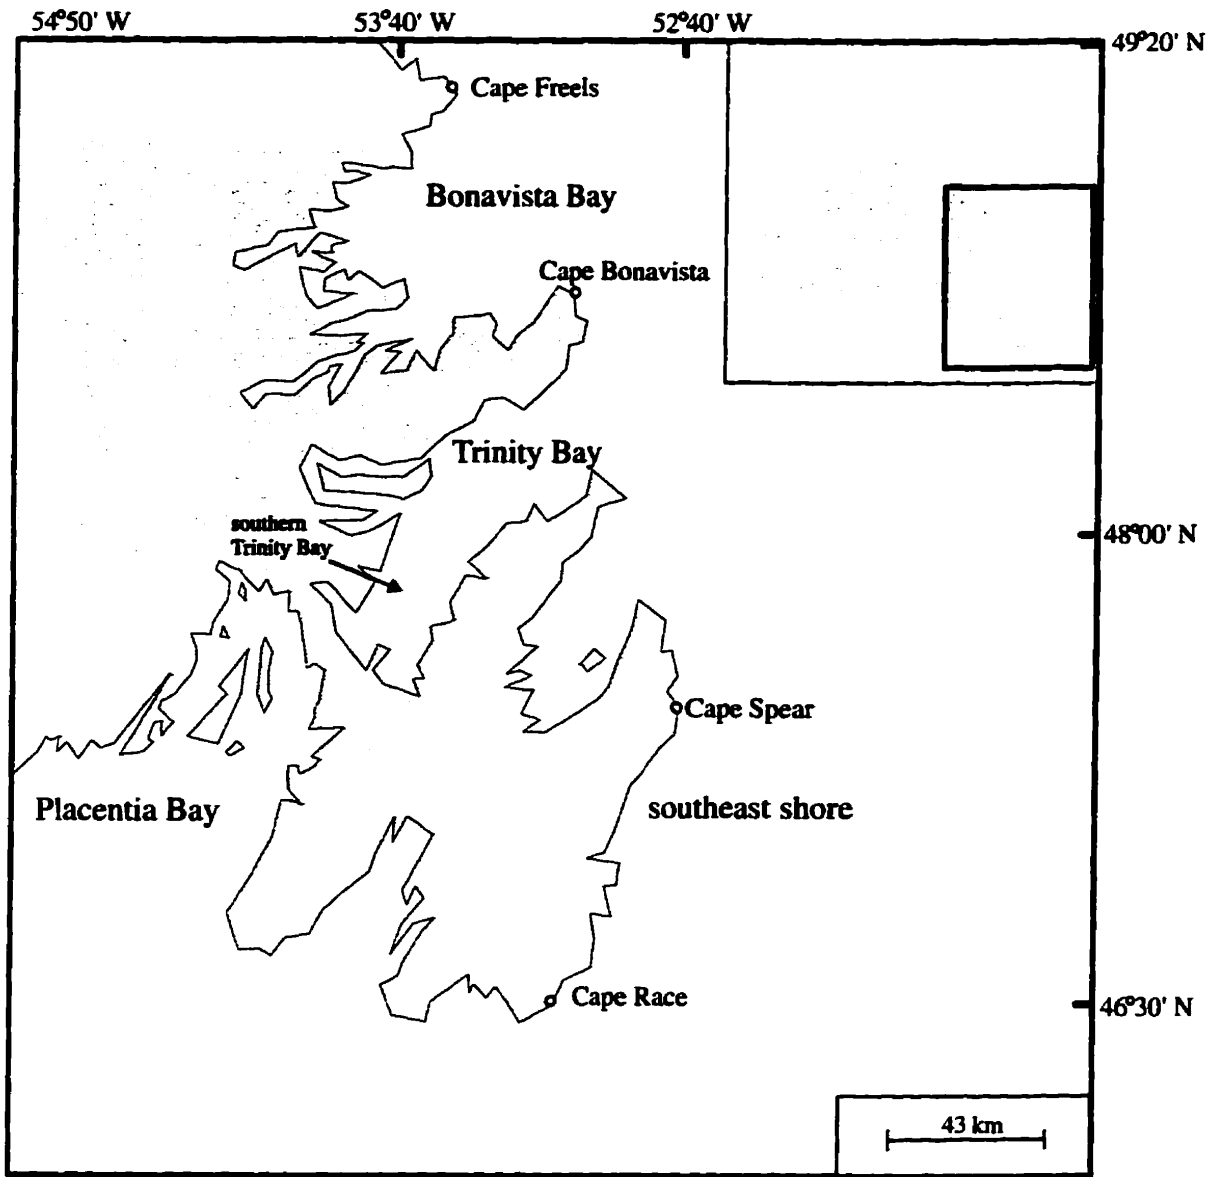 54°50' W
53°40' W
52°40' W
49°20' N
Cape Freels
Bonavista Bay
Cape Bonavista
Trinity Bay
southern
Trinity Bay
48°00' N
Cape Spear
Placentia Bay
southeast shore
Cape Race
46°30' N
43 km